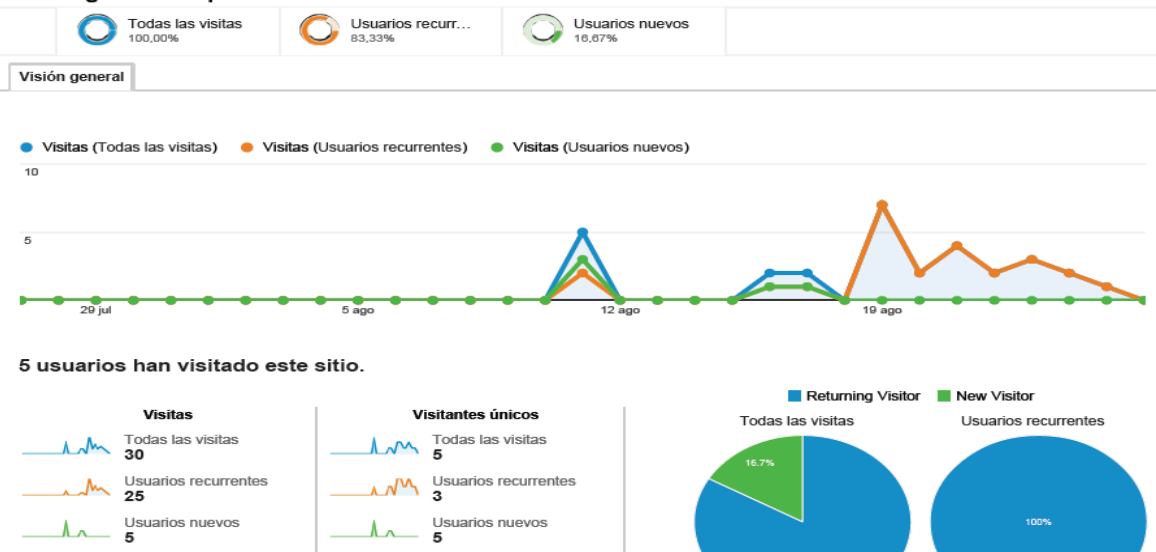 Todas las visitas
100,00%
Usuarios recurr...
83,33%
Usuarios nuevos
16,67%
Visión general
Visitas (Todas las visitas) Visitas (Usuarios recurrentes) Visitas (Usuarios nuevos)
10
5
29 jul 5 ago 12 ago 19 ago
5 usuarios han visitado este sitio.
Visitas
Todas las visitas
30
Usuarios recurrentes
25
Usuarios nuevos
5
Visitantes únicos
Todas las visitas
5
Usuarios recurrentes
3
Usuarios nuevos
5
Returning Visitor New Visitor
Todas las visitas
16.7%
Usuarios recurrentes
100%